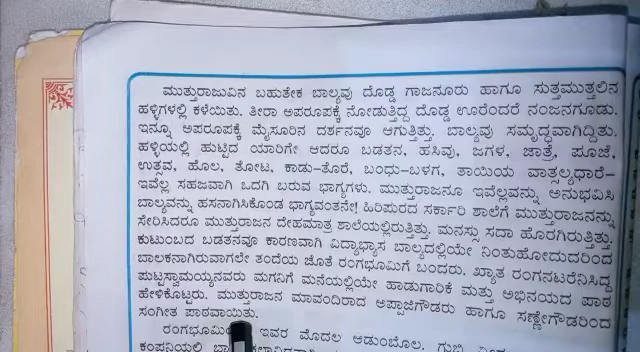 ಮುತ್ತುರಾಜುವಿನ ಬಹುತೇಕ ಬಾಲ್ಯವು ದೊಡ್ಡ ಗಾಜನೂರು ಹಾಗೂ ಸುತ್ತಮುತ್ತಲಿನ
ಹಳ್ಳಿಗಳಲ್ಲಿ ಕಳೆಯಿತು. ತೀರಾ ಅಪರೂಪಕ್ಕೆ ನೋಡುತ್ತಿದ್ದ ದೊಡ್ಡ ಊರೆಂದರೆ ನಂಜನಗೂಡು.
ಇನ್ನೂ ಅಪರೂಪಕ್ಕೆ ಮೈಸೂರಿನ ದರ್ಶನವೂ ಆಗುತ್ತಿತ್ತು. ಬಾಲ್ಯವು ಸಮೃದ್ಧವಾಗಿದ್ದಿತು.
ಹಳ್ಳಿಯಲ್ಲಿ ಹುಟ್ಟಿದ ಯಾರಿಗೇ ಆದರೂ ಬಡತನ, ಹಸಿವು, ಜಗಳ, ಜಾತ್ರೆ, ಪೂಜೆ,
ಉತ್ಸವ, ಹೊಲ, ತೋಟ, ಕಾಡು-ತೊರೆ, ಬಂಧು-ಬಳಗ, ತಾಯಿಯ ವಾತ್ಸಲ್ಯಧಾರೆ-
ಇವೆಲ್ಲ ಸಹಜವಾಗಿ ಒದಗಿ ಬರುವ ಭಾಗ್ಯಗಳು. ಮುತ್ತುರಾಜನೂ ಇವೆಲ್ಲವನ್ನು ಅನುಭವಿಸಿ
ಬಾಲ್ಯವನ್ನು ಹಸನಾಗಿಸಿಕೊಂಡ ಭಾಗ್ಯವಂತನೇ! ಹಿರಿಪುರದ ಸರ್ಕಾರಿ ಶಾಲೆಗೆ ಮುತ್ತುರಾಜನನ್ನು
ಸೇರಿಸಿದರೂ ಮುತ್ತುರಾಜನ ದೇಹಮಾತ್ರ ಶಾಲೆಯಲ್ಲಿರುತ್ತಿತ್ತು. ಮನಸ್ಸು ಸದಾ ಹೊರಗಿರುತ್ತಿತ್ತು.
ಕುಟುಂಬದ ಬಡತನವೂ ಕಾರಣವಾಗಿ ವಿದ್ಯಾಭ್ಯಾಸ ಬಾಲ್ಯದಲ್ಲಿಯೇ ನಿಂತುಹೋದುದರಿಂದ
ಬಾಲಕನಾಗಿರುವಾಗಲೇ ತಂದೆಯ ಜೊತೆ ರಂಗಭೂಮಿಗೆ ಬಂದರು. ಖ್ಯಾತ ರಂಗನಟರೆನಿಸಿದ್ದ
ಪುಟ್ಟಸ್ವಾಮಯ್ಯನವರು ಮಗನಿಗೆ ಮನೆಯಲ್ಲಿಯೇ ಹಾಡುಗಾರಿಕೆ ಮತ್ತು ಅಭಿನಯದ ಪಾಠ
ಹೇಳಿಕೊಟ್ಟರು. ಮುತ್ತುರಾಜನ ಮಾವಂದಿರಾದ ಅಪ್ಪಾಜಿಗೌಡರು ಹಾಗೂ ಸಣ್ಣೇಗೌಡರಿಂದ
ಸಂಗೀತ ಪಾಠವಾಯಿತು.
ಇವರ ಮೊದಲ ಆಡುಂಬೊಲ. ಗುಬ್ಬಿ
ಕಂಪನಿಯಲ್ಲಿ